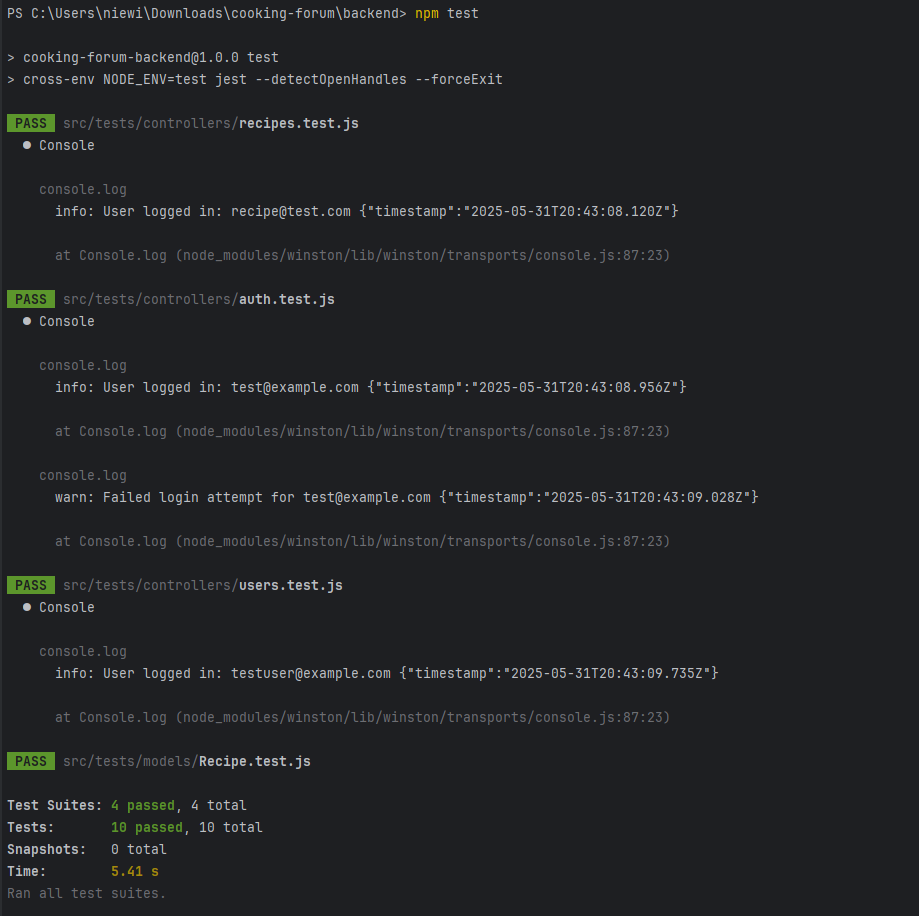 PS C:\Users\niewi\Downloads\cooking-forum\backend> npm test
> cooking-forum-backend@1.0.0 test
> cross-env NODE_ENV=test jest --detectOpenHandles --forceExit
PASS src/tests/controllers/recipes.test.js
● Console
console.log
info: User logged in: recipe@test.com {"timestamp":"2025-05-31T20:43:08.120Z"}
at Console.log (node_modules/winston/lib/winston/transports/console.js:87:23)
PASS src/tests/controllers/auth.test.js
● Console
console.log
info: User logged in: test@example.com {"timestamp":"2025-05-31T20:43:08.956Z"}
at Console.log (node_modules/winston/lib/winston/transports/console.js:87:23)
console.log
warn: Failed login attempt for test@example.com {"timestamp":"2025-05-31T20:43:09.028Z"}
at Console.log (node_modules/winston/lib/winston/transports/console.js:87:23)
PASS src/tests/controllers/users.test.js
● Console
console.log
info: User logged in: testuser@example.com {"timestamp":"2025-05-31T20:43:09.735Z"}
at Console.log (node_modules/winston/lib/winston/transports/console.js:87:23)
PASS src/tests/models/Recipe.test.js
Test Suites: 4 passed, 4 total
Tests: 10 passed, 10 total
Snapshots: 0 total
Time: 5.41 s
Ran all test suites.